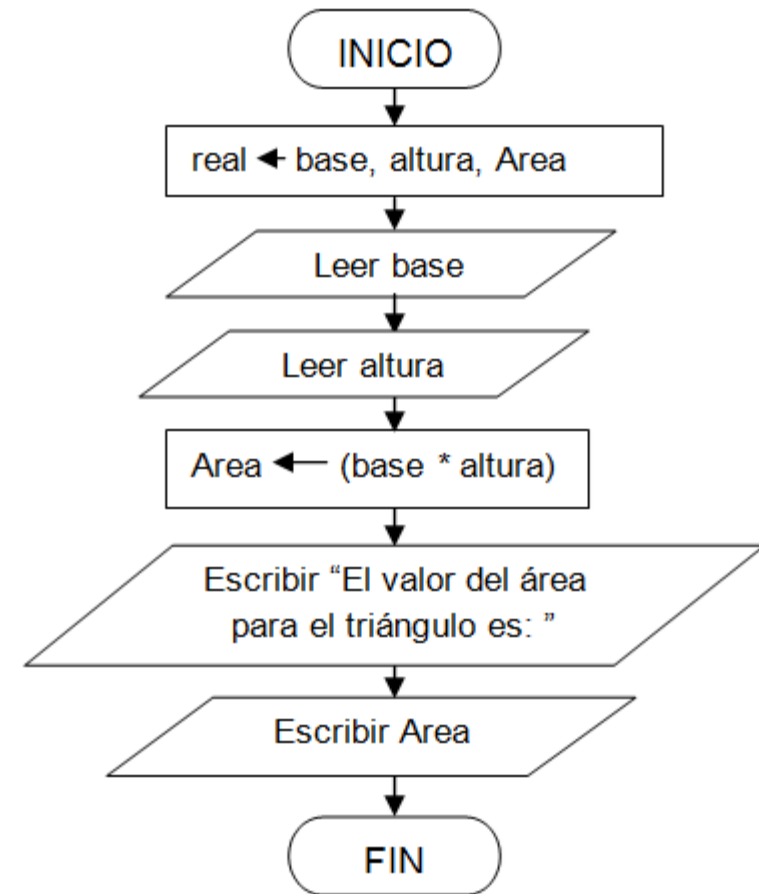 INICIO
real ← base, altura, Area
Leer base
Leer altura
Area ← (base * altura)
Escribir “El valor del área
para el triángulo es: ”
Escribir Area
FIN